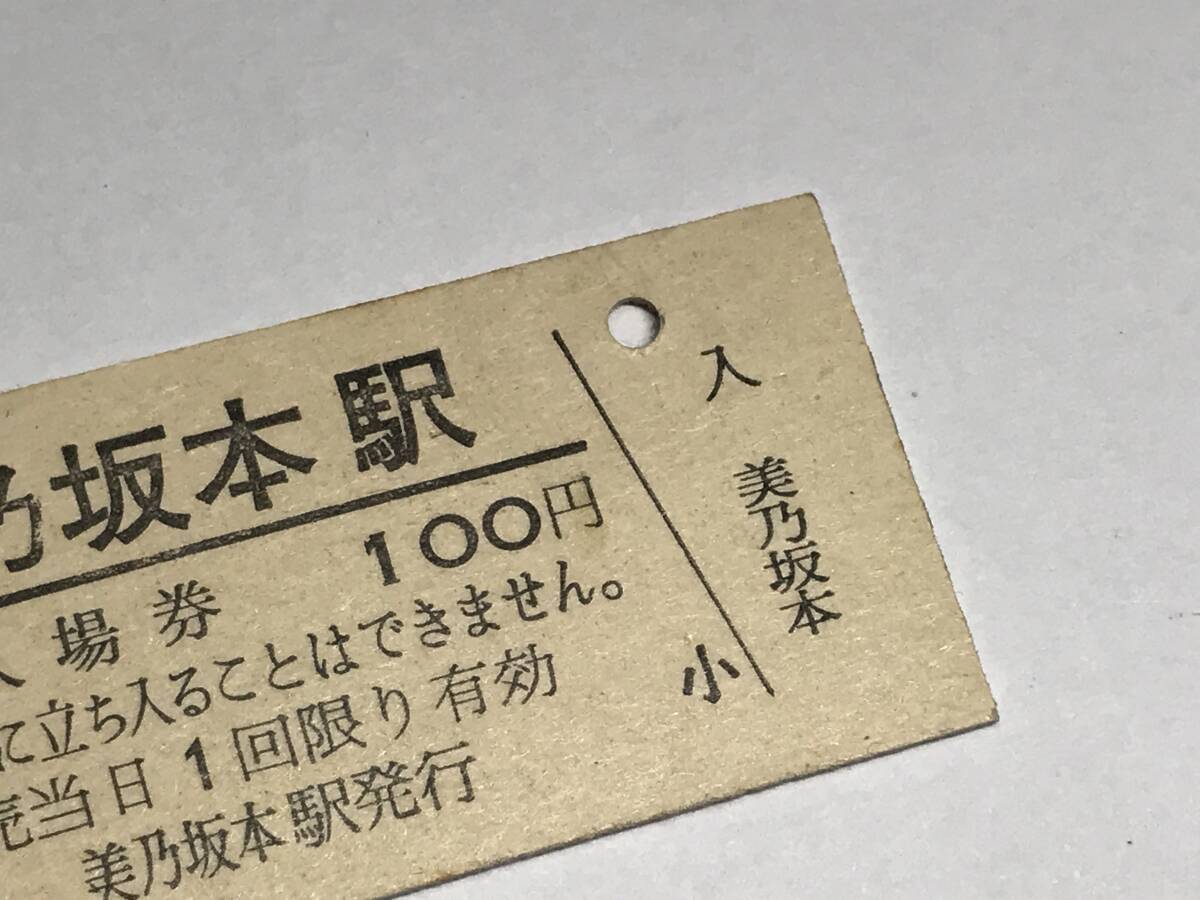 乃坂本駅
100円
入場券
に立ち入ることはできません。
売当日1回限り有効
美乃坂本駅発行
小
入
美乃坂本